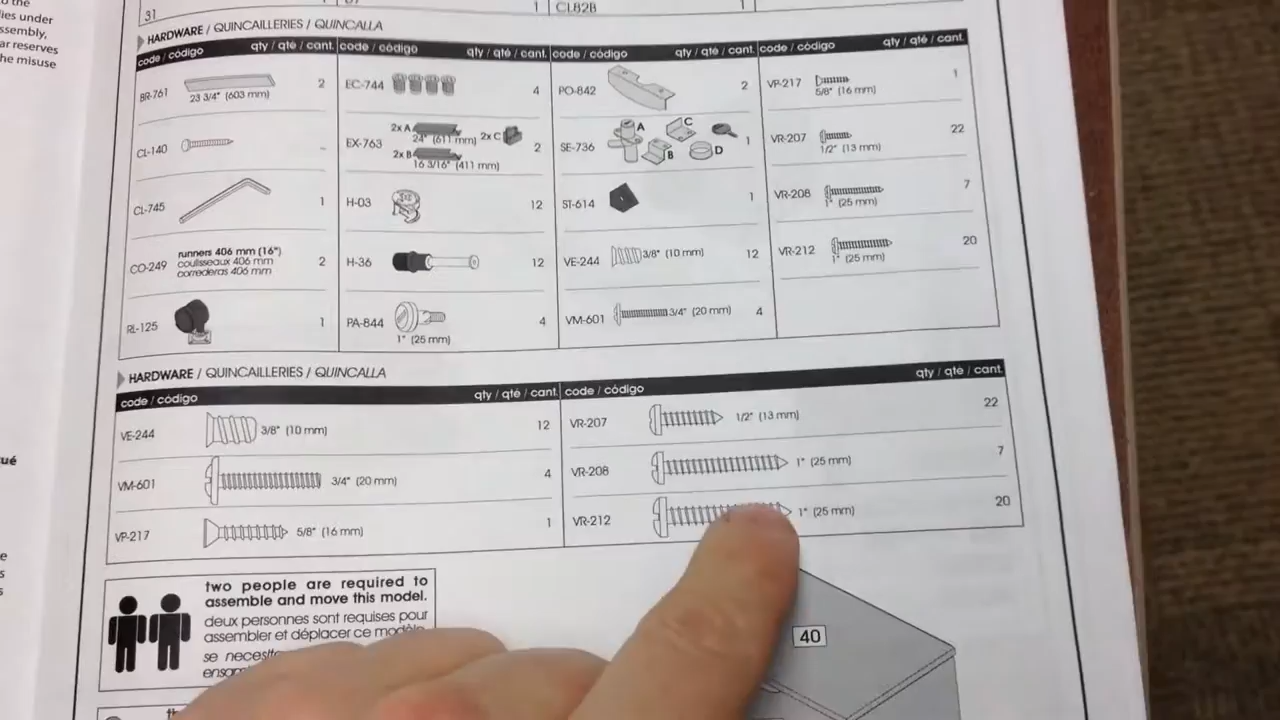 o the
lies under
ssembly,
ar reserves
he misuse
31
1
CL82B
1
HARDWARE / QUINCAILLERIES / QUINCALLA
code / código qty / qté / cant. code / código qty / qté / cant. code / código qty / qté / cant. code / código qty / qté / cant.
BR-761 23 3/4" (603 mm) 2
CL-140 -
CL-745 1
CO-249 runners 406 mm (16")
coulisseaux 406 mm
correderas 406 mm
2
RL-125 1
EC-744 4
EX-763 2x A 24" (611 mm) 2x C
2x B 16 3/16" (411 mm)
2
H-03 12
H-36 12
PA-844 1" (25 mm) 4
PO-842 2
SE-736 A B C D 1
ST-614 1
VE-244 3/8" (10 mm) 12
VM-601 3/4" (20 mm) 4
VP-217 5/8" (16 mm) 1
VR-207 1/2" (13 mm) 22
VR-208 1" (25 mm) 7
VR-212 1" (25 mm) 20
HARDWARE / QUINCAILLERIES / QUINCALLA
code / código qty / qté / cant. code / código qty / qté / cant.
VE-244 3/8" (10 mm) 12
VM-601 3/4" (20 mm) 4
VP-217 5/8" (16 mm) 1
VR-207 1/2" (13 mm) 22
VR-208 1" (25 mm) 7
VR-212 1" (25 mm) 20
two people are required to
assemble and move this model.
deux personnes sont requises pour
assembler et déplacer ce modèle.
se
40
ué
e
s
s